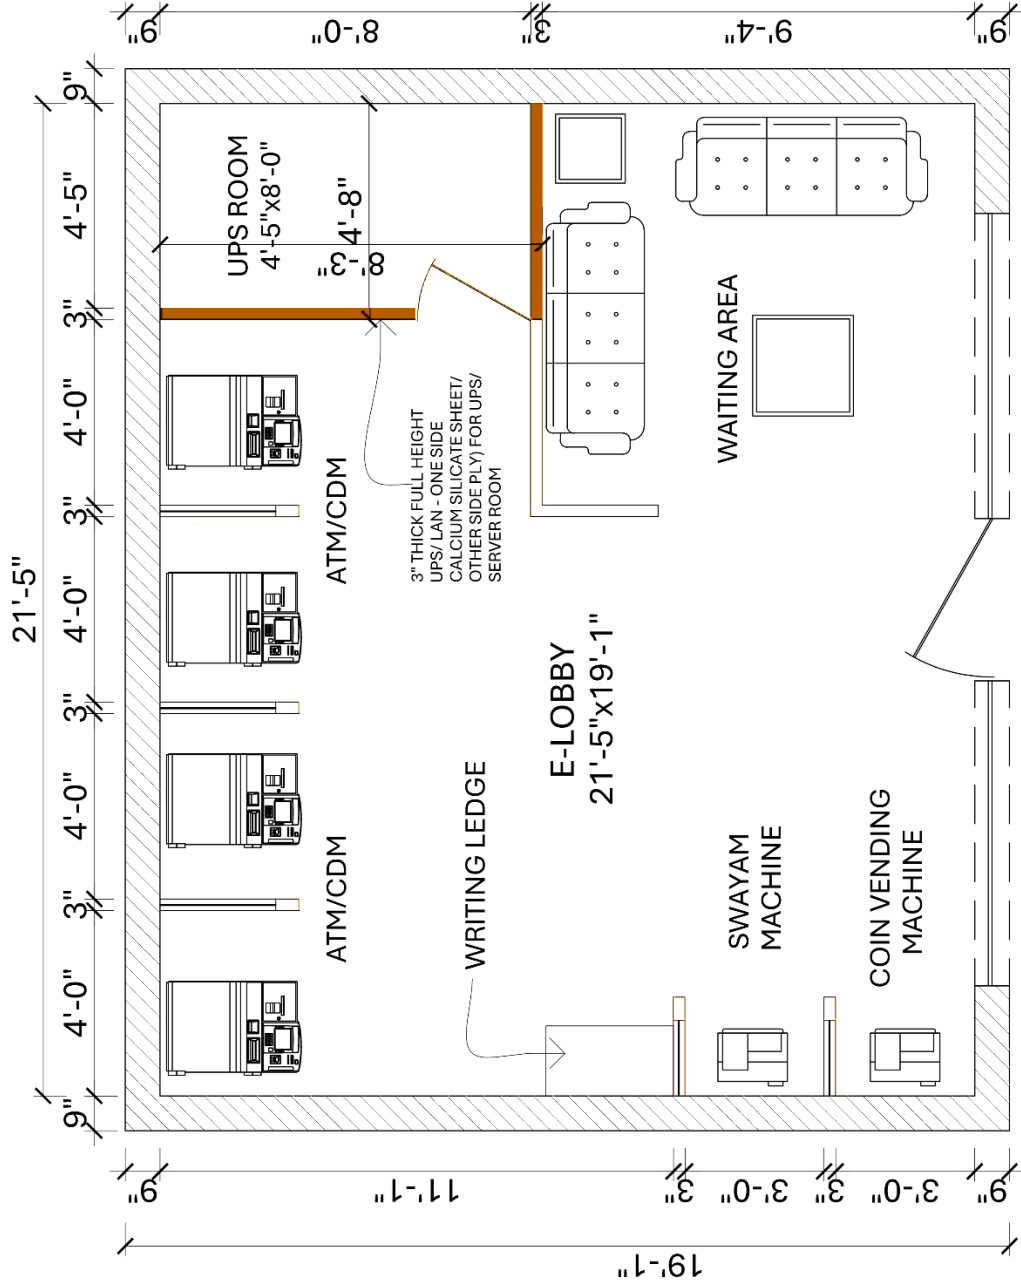 9"
8'-0"
3"
9'-4"
9"
9"
4'-5"
3"
4'-0"
3"
4'-0"
3"
4'-0"
3"
4'-0"
9"
21'-5"
UPS ROOM
4'-5"x8'-0"
4'-8"
8'-3"
ATM/CDM
ATM/CDM
3" THICK FULL HEIGHT
UPS/ LAN - ONE SIDE
CALCIUM SILICATE SHEET/
OTHER SIDE PLY) FOR UPS/
SERVER ROOM
WAITING AREA
E-LOBBY
21'-5"x19'-1"
WRITING LEDGE
SWAYAM
MACHINE
COIN VENDING
MACHINE
9"
11'-1"
3"
3'-0"
3"
3'-0"
9"
19'-1"